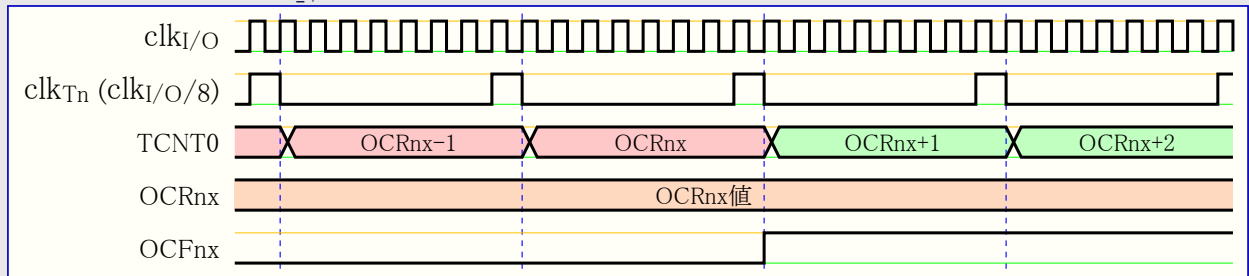 clkI/O
clkTn (clkI/O/8)
TCNT0 OCRnx-1 OCRnx OCRnx+1 OCRnx+2
OCRnx OCRnx値
OCFnx